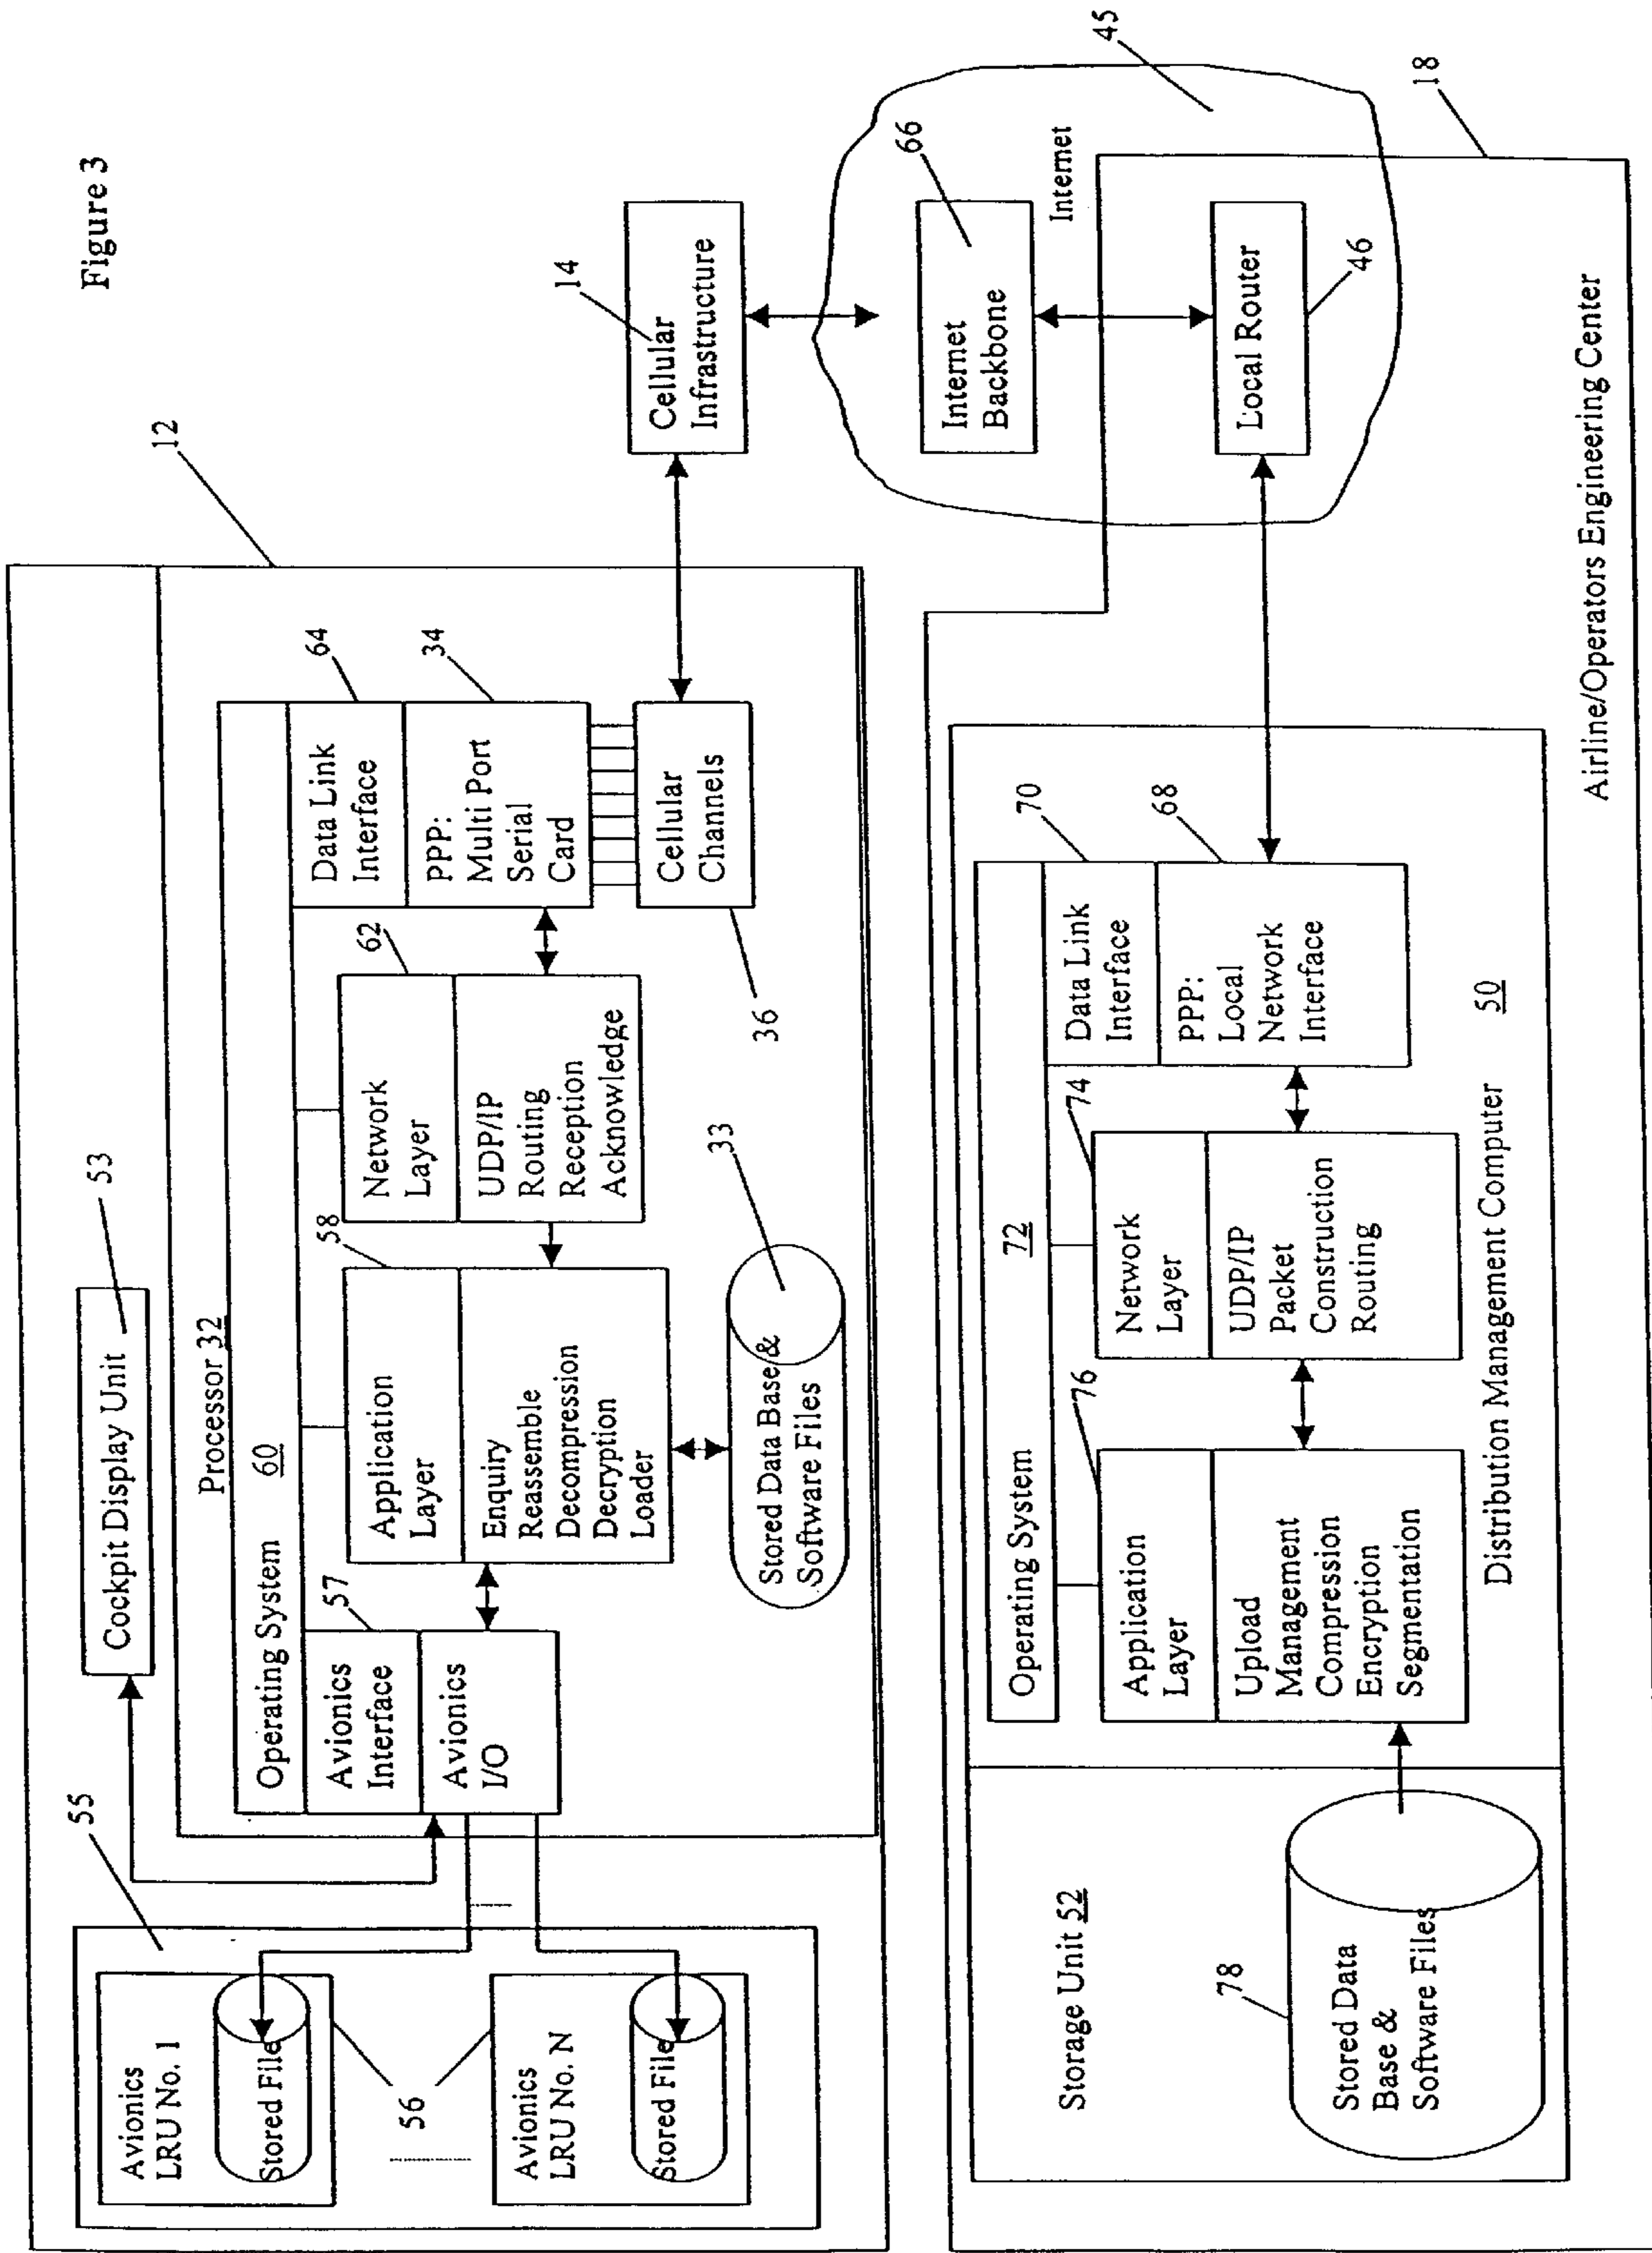 Figure 3
Cockpit Display Unit
53
12
55
Avionics
LRU No. 1
Stored File
56
Avionics
LRU No. N
Stored File
Processor 32
Operating System
60
57
Avionics
Interface
Avionics
I/O
58
Application
Layer
Enquiry
Reassemble
Decompression
Decryption
Loader
62
Network
Layer
UDP/IP
Routing
Reception
Acknowledge
64
Data Link
Interface
34
PPP:
Multi Port
Serial
Card
Cellular
Channels
36
33
Stored Data Base &
Software Files
14
Cellular
Infrastructure
45
66
Internet
Backbone
Internet
Local Router
46
18
Storage Unit 52
78
Stored Data
Base &
Software Files
Operating System
72
76
Application
Layer
Upload
Management
Compression
Encryption
Segmentation
74
Network
Layer
UDP/IP
Packet
Construction
Routing
70
Data Link
Interface
68
PPP:
Local
Network
Interface
Distribution Management Computer
50
Airline/Operators Engineering Center